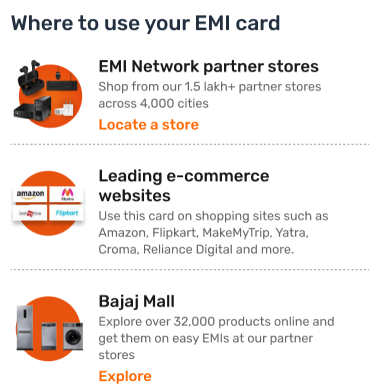 Where to use your EMI card
EMI Network partner stores
Shop from our 1.5 lakh+ partner stores
across 4,000 cities
Locate a store
Leading e-commerce
websites
amazon
Myntra
Flipkart
Use this card on shopping sites such as
Amazon, Flipkart, MakeMyTrip, Yatra,
Croma, Reliance Digital and more.
Bajaj Mall
Explore over 32,000 products online and
get them on easy EMIs at our partner
stores
Explore